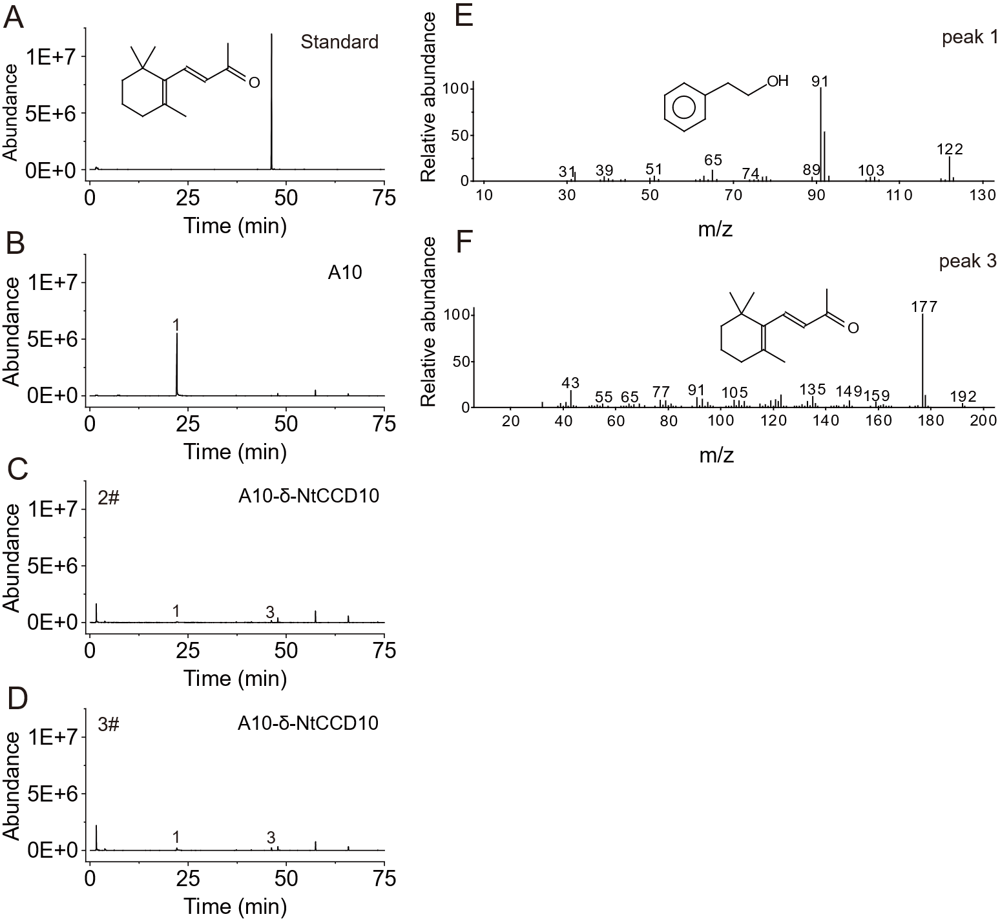 A
Standard
Abundance
1E+7
5E+6
0E+0
O
0 25 50 75
Time (min)
B
A10
Abundance
1E+7
5E+6
0E+0
1
0 25 50 75
Time (min)
C
2#
A10-δ-NtCCD10
Abundance
1E+7
5E+6
0E+0
1 3
0 25 50 75
Time (min)
D
3#
A10-δ-NtCCD10
Abundance
1E+7
5E+6
0E+0
1 3
0 25 50 75
Time (min)
E
peak 1
Relative abundance
100
50
0
OH
31 39 51 65 74 89 91 103 122
10 30 50 70 90 110 130
m/z
F
peak 3
Relative abundance
100
50
0
O
43 55 65 77 91 105 135 149 159 177 192
20 40 60 80 100 120 140 160 180 200
m/z